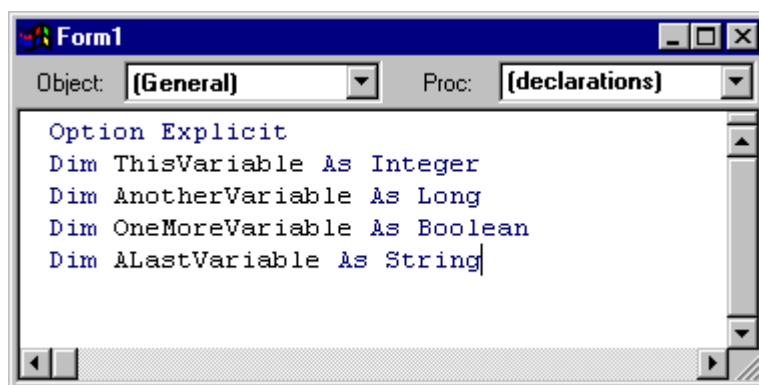 Form1
Object: (General) Proc: (declarations)
Option Explicit
Dim ThisVariable As Integer
Dim AnotherVariable As Long
Dim OneMoreVariable As Boolean
Dim ALastVariable As String